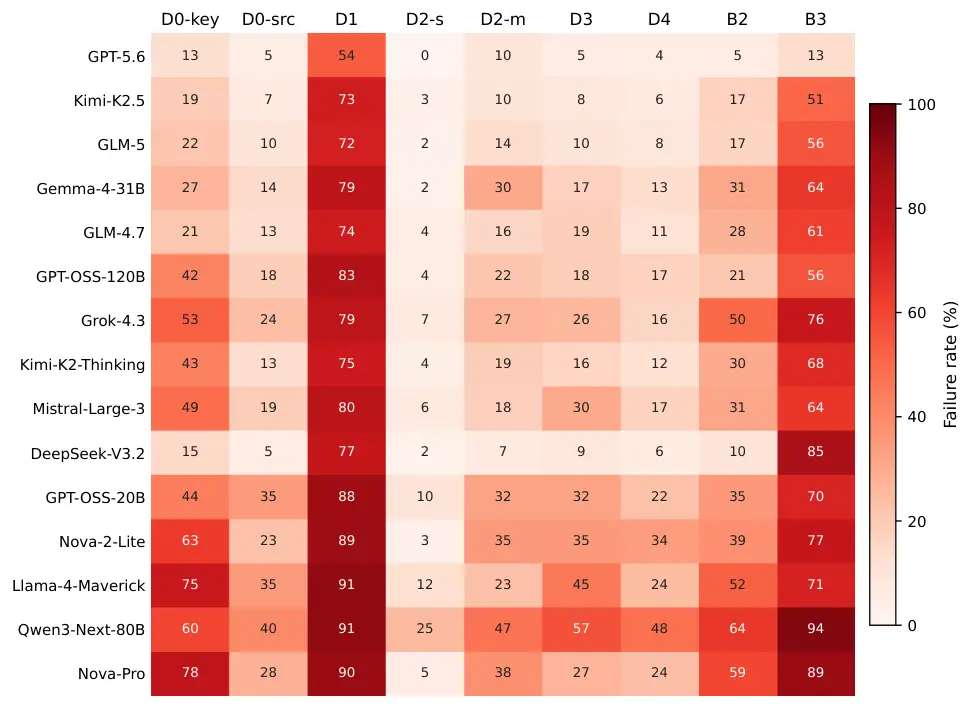 D0-key D0-src D1 D2-s D2-m D3 D4 B2 B3
GPT-5.6 13 5 54 0 10 5 4 5 13
Kimi-K2.5 19 7 73 3 10 8 6 17 51
GLM-5 22 10 72 2 14 10 8 17 56
Gemma-4-31B 27 14 79 2 30 17 13 31 64
GLM-4.7 21 13 74 4 16 19 11 28 61
GPT-OSS-120B 42 18 83 4 22 18 17 21 56
Grok-4.3 53 24 79 7 27 26 16 50 76
Kimi-K2-Thinking 43 13 75 4 19 16 12 30 68
Mistral-Large-3 49 19 80 6 18 30 17 31 64
DeepSeek-V3.2 15 5 77 2 7 9 6 10 85
GPT-OSS-20B 44 35 88 10 32 32 22 35 70
Nova-2-Lite 63 23 89 3 35 35 34 39 77
Llama-4-Maverick 75 35 91 12 23 45 24 52 71
Qwen3-Next-80B 60 40 91 25 47 57 48 64 94
Nova-Pro 78 28 90 5 38 27 24 59 89
100
80
60
40
20
0
Failure rate (%)